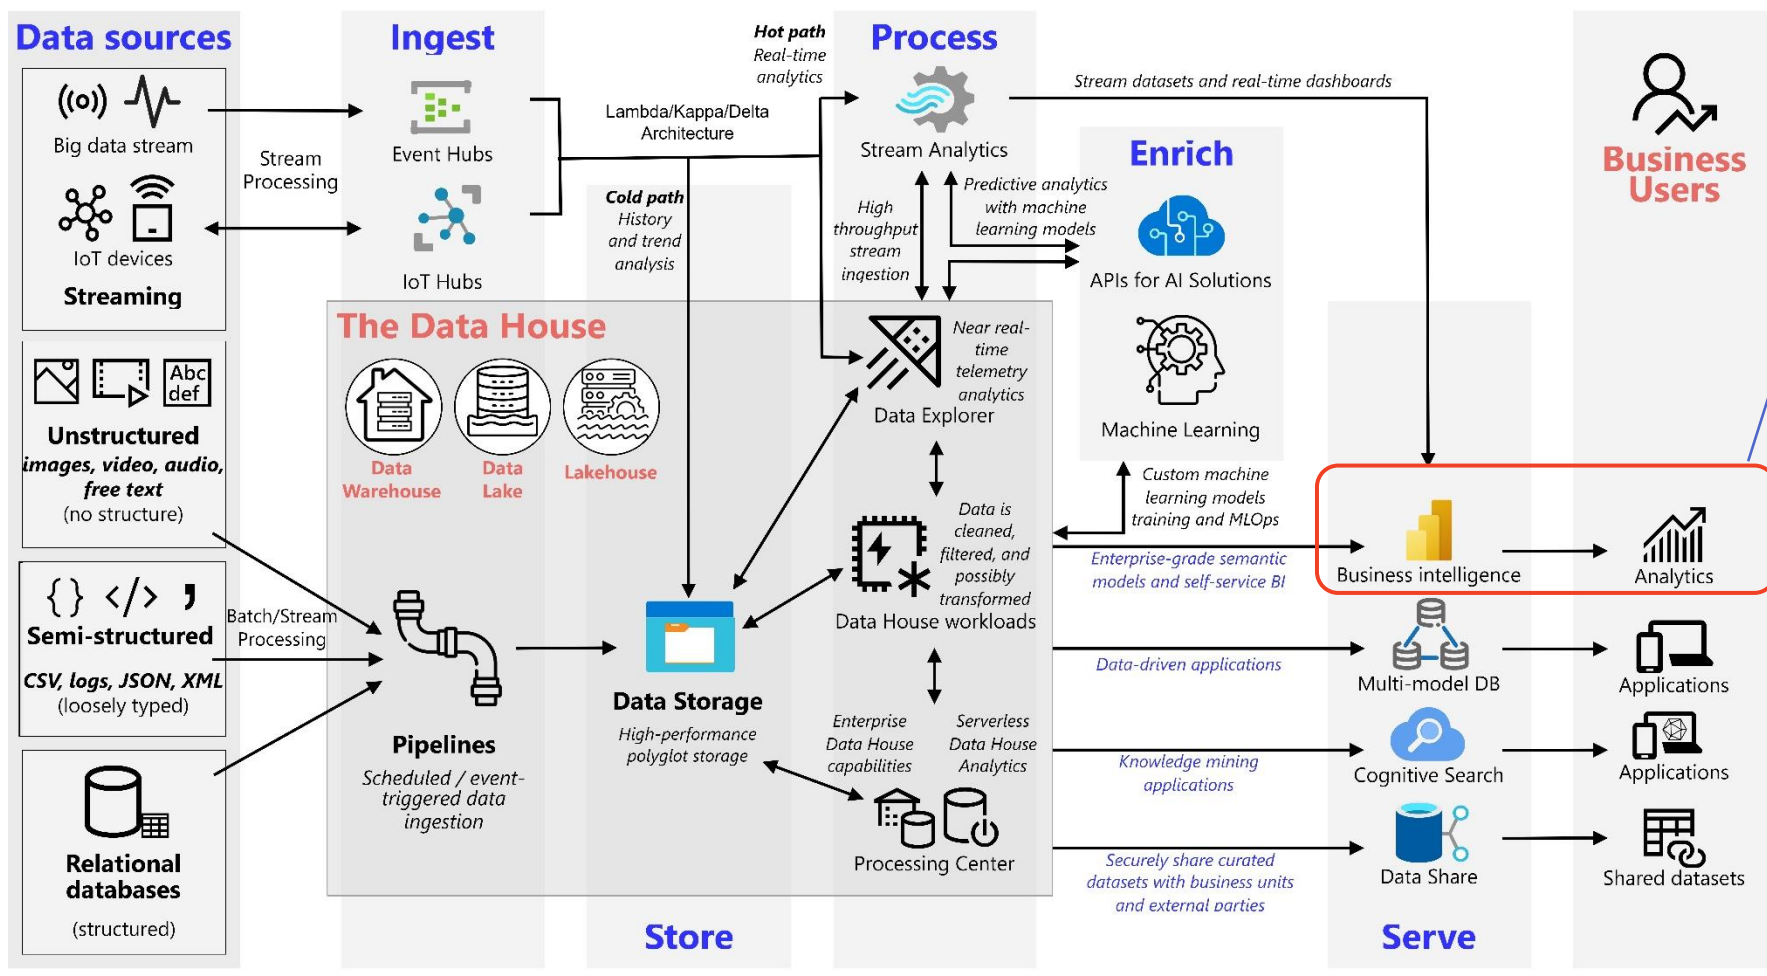 Data sources
Big data stream
IoT devices
Streaming
Abc
def
Unstructured
images, video, audio,
free text
(no structure)
{ } </> ,
Semi-structured
CSV, logs, JSON, XML
(loosely typed)
Relational
databases
(structured)
Stream
Processing
Batch/Stream
Processing
Ingest
Event Hubs
IoT Hubs
Lambda/Kappa/Delta
Architecture
Hot path
Real-time
analytics
Cold path
History
and trend
analysis
The Data House
Data
Warehouse
Data
Lake
Lakehouse
Pipelines
Scheduled / event-
triggered data
ingestion
Data Storage
High-performance
polyglot storage
Store
Process
Stream Analytics
High
throughput
stream
ingestion
Predictive analytics
with machine
learning models
Near real-
time
telemetry
analytics
Data Explorer
Data is
cleaned,
filtered, and
possibly
transformed
Data House workloads
Enterprise
Data House
capabilities
Serverless
Data House
Analytics
Processing Center
Stream datasets and real-time dashboards
Enrich
APIs for AI Solutions
Machine Learning
Custom machine
learning models
training and MLOps
Enterprise-grade semantic
models and self-service BI
Data-driven applications
Knowledge mining
applications
Securely share curated
datasets with business units
and external parties
Business intelligence
Multi-model DB
Cognitive Search
Data Share
Serve
Business
Users
Analytics
Applications
Applications
Shared datasets